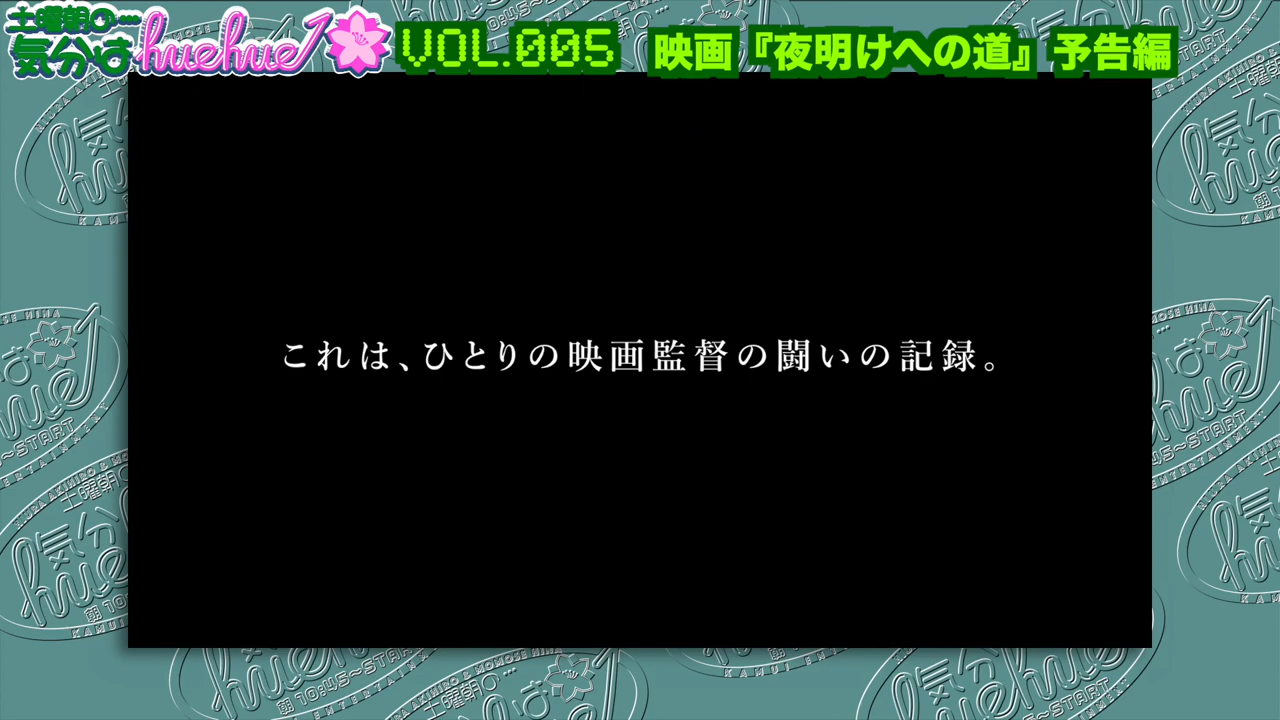 土曜朝の…
気分はhuehue
VOL.005
映画『夜明けへの道』予告編
これは、ひとりの映画監督の闘いの記録。